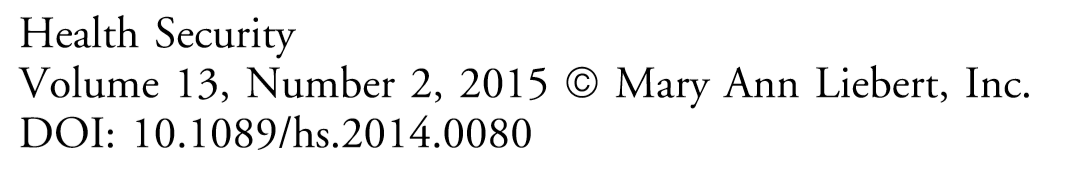 Health Security
Volume 13, Number 2, 2015 © Mary Ann Liebert, Inc.
DOI: 10.1089/hs.2014.0080